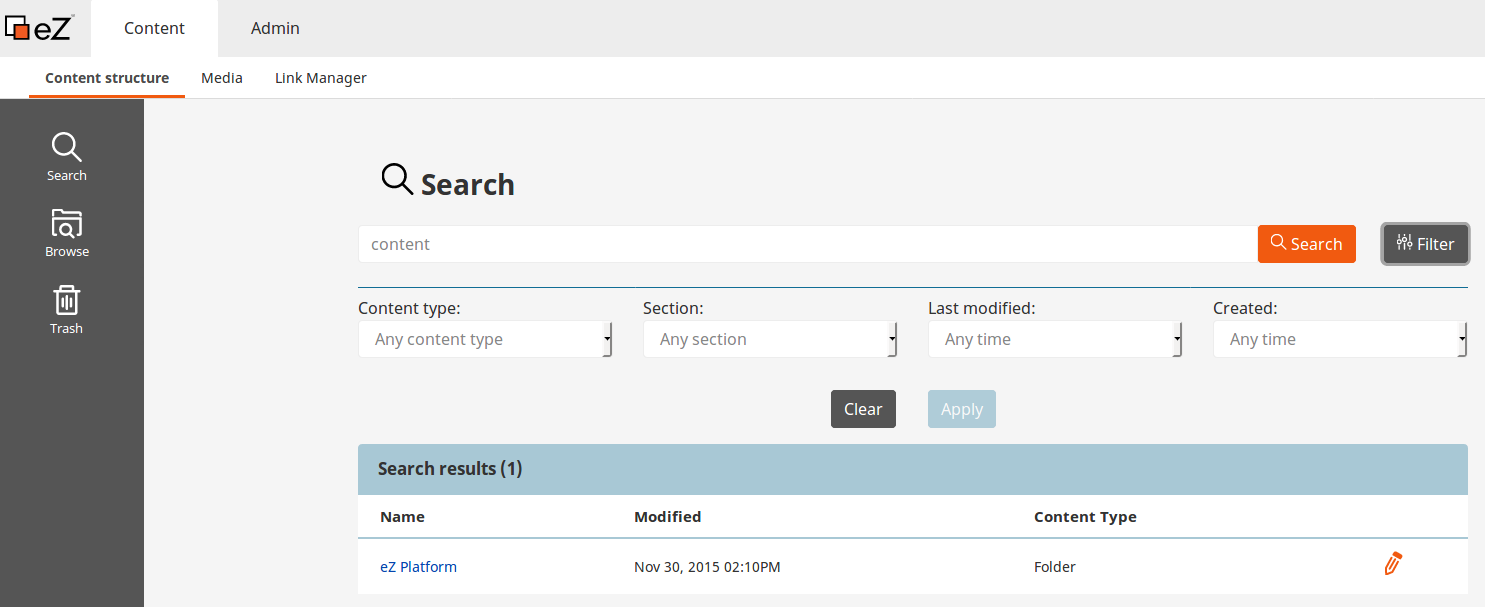 eZ Content Admin
Content structure Media Link Manager
Search
Browse
Trash
Search
content Search Filter
Content type: Section: Last modified: Created:
Any content type Any section Any time Any time
Clear Apply
Search results (1)
Name Modified Content Type
eZ Platform Nov 30, 2015 02:10PM Folder